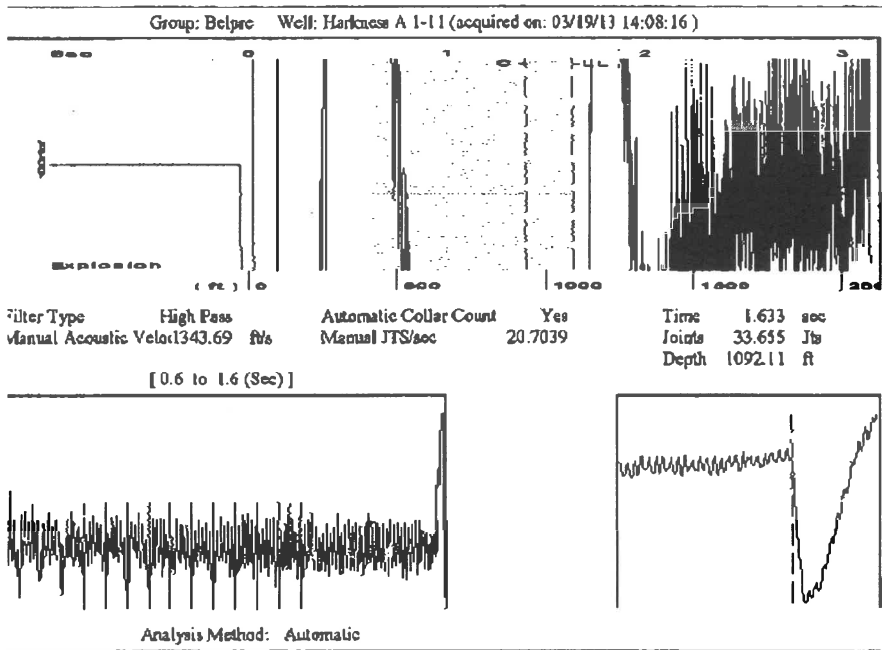 Group: Belpre Well: Harkness A 1-11 (acquired on: 03/19/13 14:08:16)
Sec 0 1 2 3
Explosion
(ft) 0 500 1000 1500 200
Filter Type High Pass Automatic Collar Count Yes Time 1.633 sec
Manual Acoustic Veloc1343.69 ft/s Manual JTS/sec 20.7039 Joints 33.655 Jts
Depth 1092.11 ft
[ 0.6 to 1.6 (Sec) ]
Analysis Method: Automatic